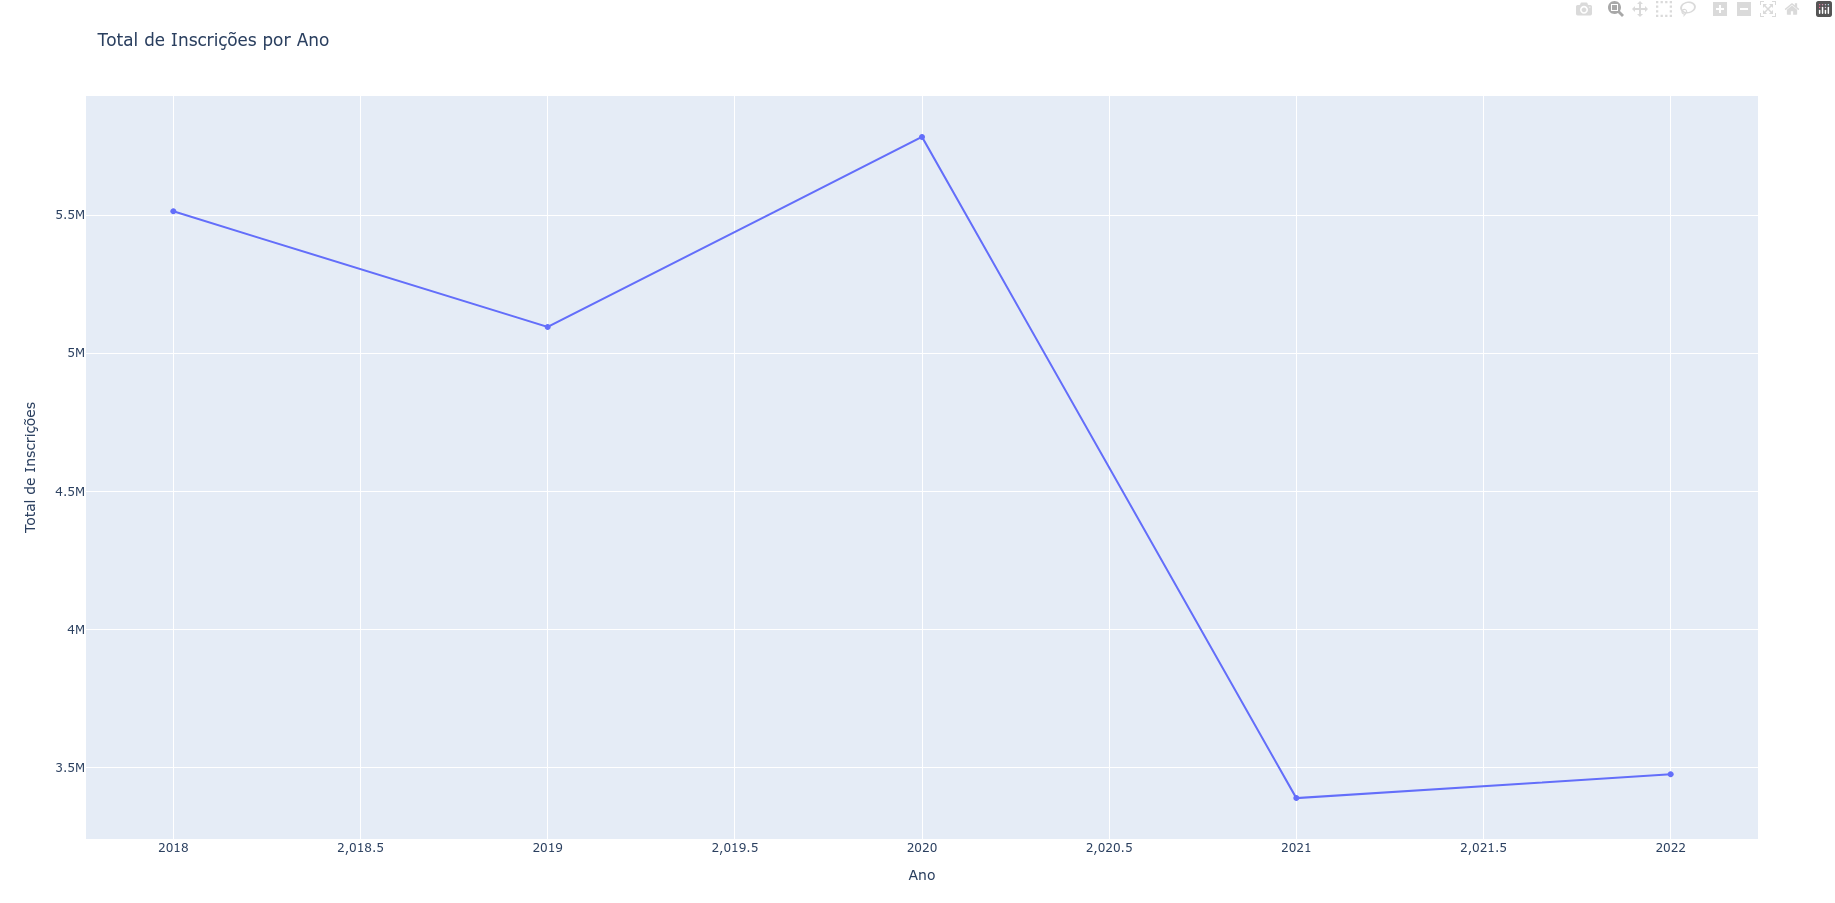 Total de Inscrições por Ano
5.5M
5M
4.5M
4M
3.5M
Total de Inscrições
2018 2,018.5 2019 2,019.5 2020 2,020.5 2021 2,021.5 2022
Ano